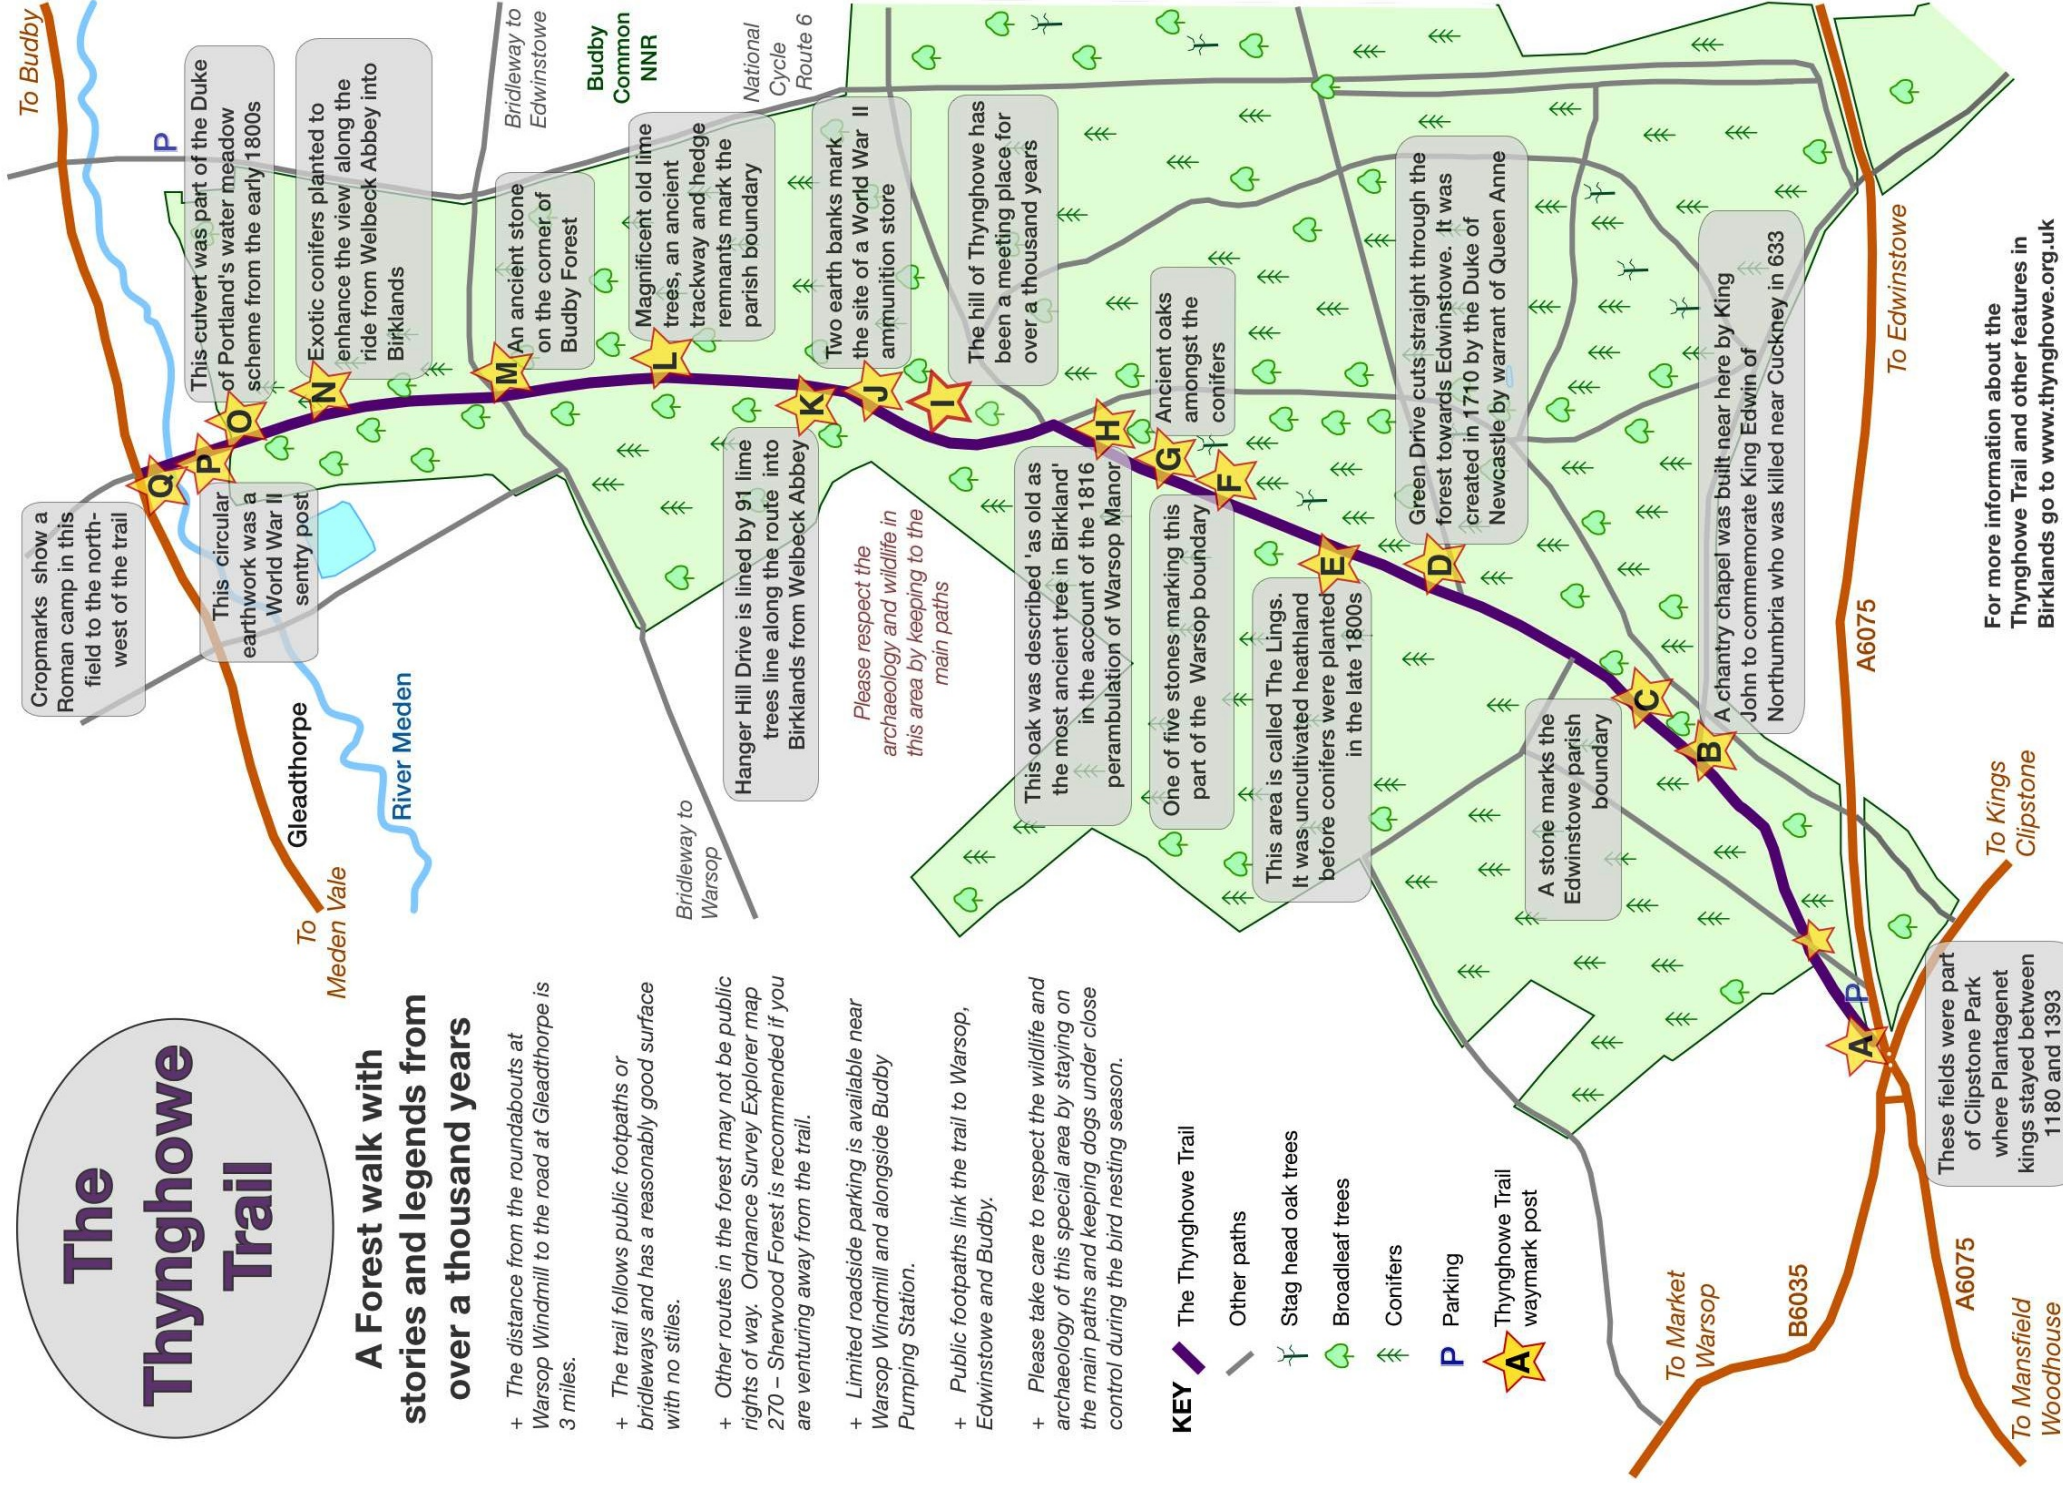 The
Thynghowe
Trail
A Forest walk with
stories and legends from
over a thousand years
+ The distance from the roundabouts at
Warsop Windmill to the road at Gleadthorpe is
3 miles.
+ The trail follows public footpaths or
bridleways and has a reasonably good surface
with no stiles.
+ Other routes in the forest may not be public
rights of way. Ordnance Survey Explorer map
270 – Sherwood Forest is recommended if you
are venturing away from the trail.
+ Limited roadside parking is available near
Warsop Windmill and alongside Budby
Pumping Station.
+ Public footpaths link the trail to Warsop,
Edwinstowe and Budby.
+ Please take care to respect the wildlife and
archaeology of this special area by staying on
the main paths and keeping dogs under close
control during the bird nesting season.
KEY
The Thynghowe Trail
Other paths
Stag head oak trees
Broadleaf trees
Conifers
P Parking
A Thynghowe Trail
waymark post
To Budby
P
Cropmarks show a
Roman camp in this
field to the north-
west of the trail
Q
This circular
earthwork was a
World War II
sentry post
P
This culvert was part of the Duke
of Portland's water meadow
scheme from the early 1800s
O
Exotic conifers planted to
enhance the view along the
ride from Welbeck Abbey into
Birklands
N
Gleadthorpe
River Meden
To
Meden Vale
Bridleway to
Edwinstowe
Budby
Common
NNR
National
Cycle
Route 6
An ancient stone
on the corner of
Budby Forest
M
Magnificent old lime
trees, an ancient
trackway and hedge
remnants mark the
parish boundary
L
Hanger Hill Drive is lined by 91 lime
trees line along the route into
Birklands from Welbeck Abbey
K
Two earth banks mark
the site of a World War II
ammunition store
J
Bridleway to
Warsop
Please respect the
archaeology and wildlife in
this area by keeping to the
main paths
The hill of Thynghowe has
been a meeting place for
over a thousand years
I
This oak was described 'as old as
the most ancient tree in Birkland'
in the account of the 1816
perambulation of Warsop Manor
H
Ancient oaks
amongst the
conifers
G
One of five stones marking this
part of the Warsop boundary
F
This area is called The Lings.
It was uncultivated heathland
before conifers were planted
in the late 1800s
E
Green Drive cuts straight through the
forest towards Edwinstowe. It was
created in 1710 by the Duke of
Newcastle by warrant of Queen Anne
D
A stone marks the
Edwinstowe parish
boundary
C
A chantry chapel was built near here by King
John to commemorate King Edwin of
Northumbria who was killed near Cuckney in 633
B
P
A
These fields were part
of Clipstone Park
where Plantagenet
kings stayed between
1180 and 1393
To Edwinstowe
A6075
To Kings
Clipstone
To Market
Warsop
B6035
A6075
To Mansfield
Woodhouse
For more information about the
Thynghowe Trail and other features in
Birklands go to www.thynghowe.org.uk